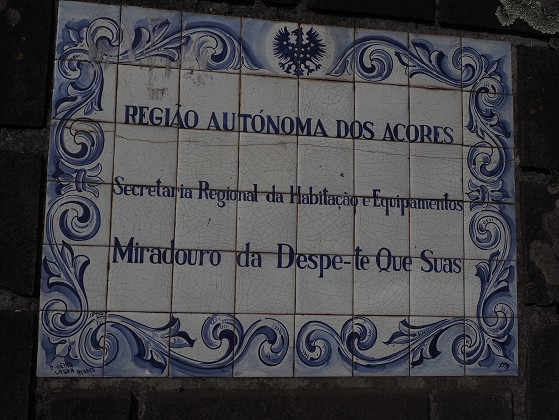 REGIÃO AUTÓNOMA DOS AÇORES
Secretaria Regional da Habitação e Equipamentos
Miradouro da Despe-te Que Suas